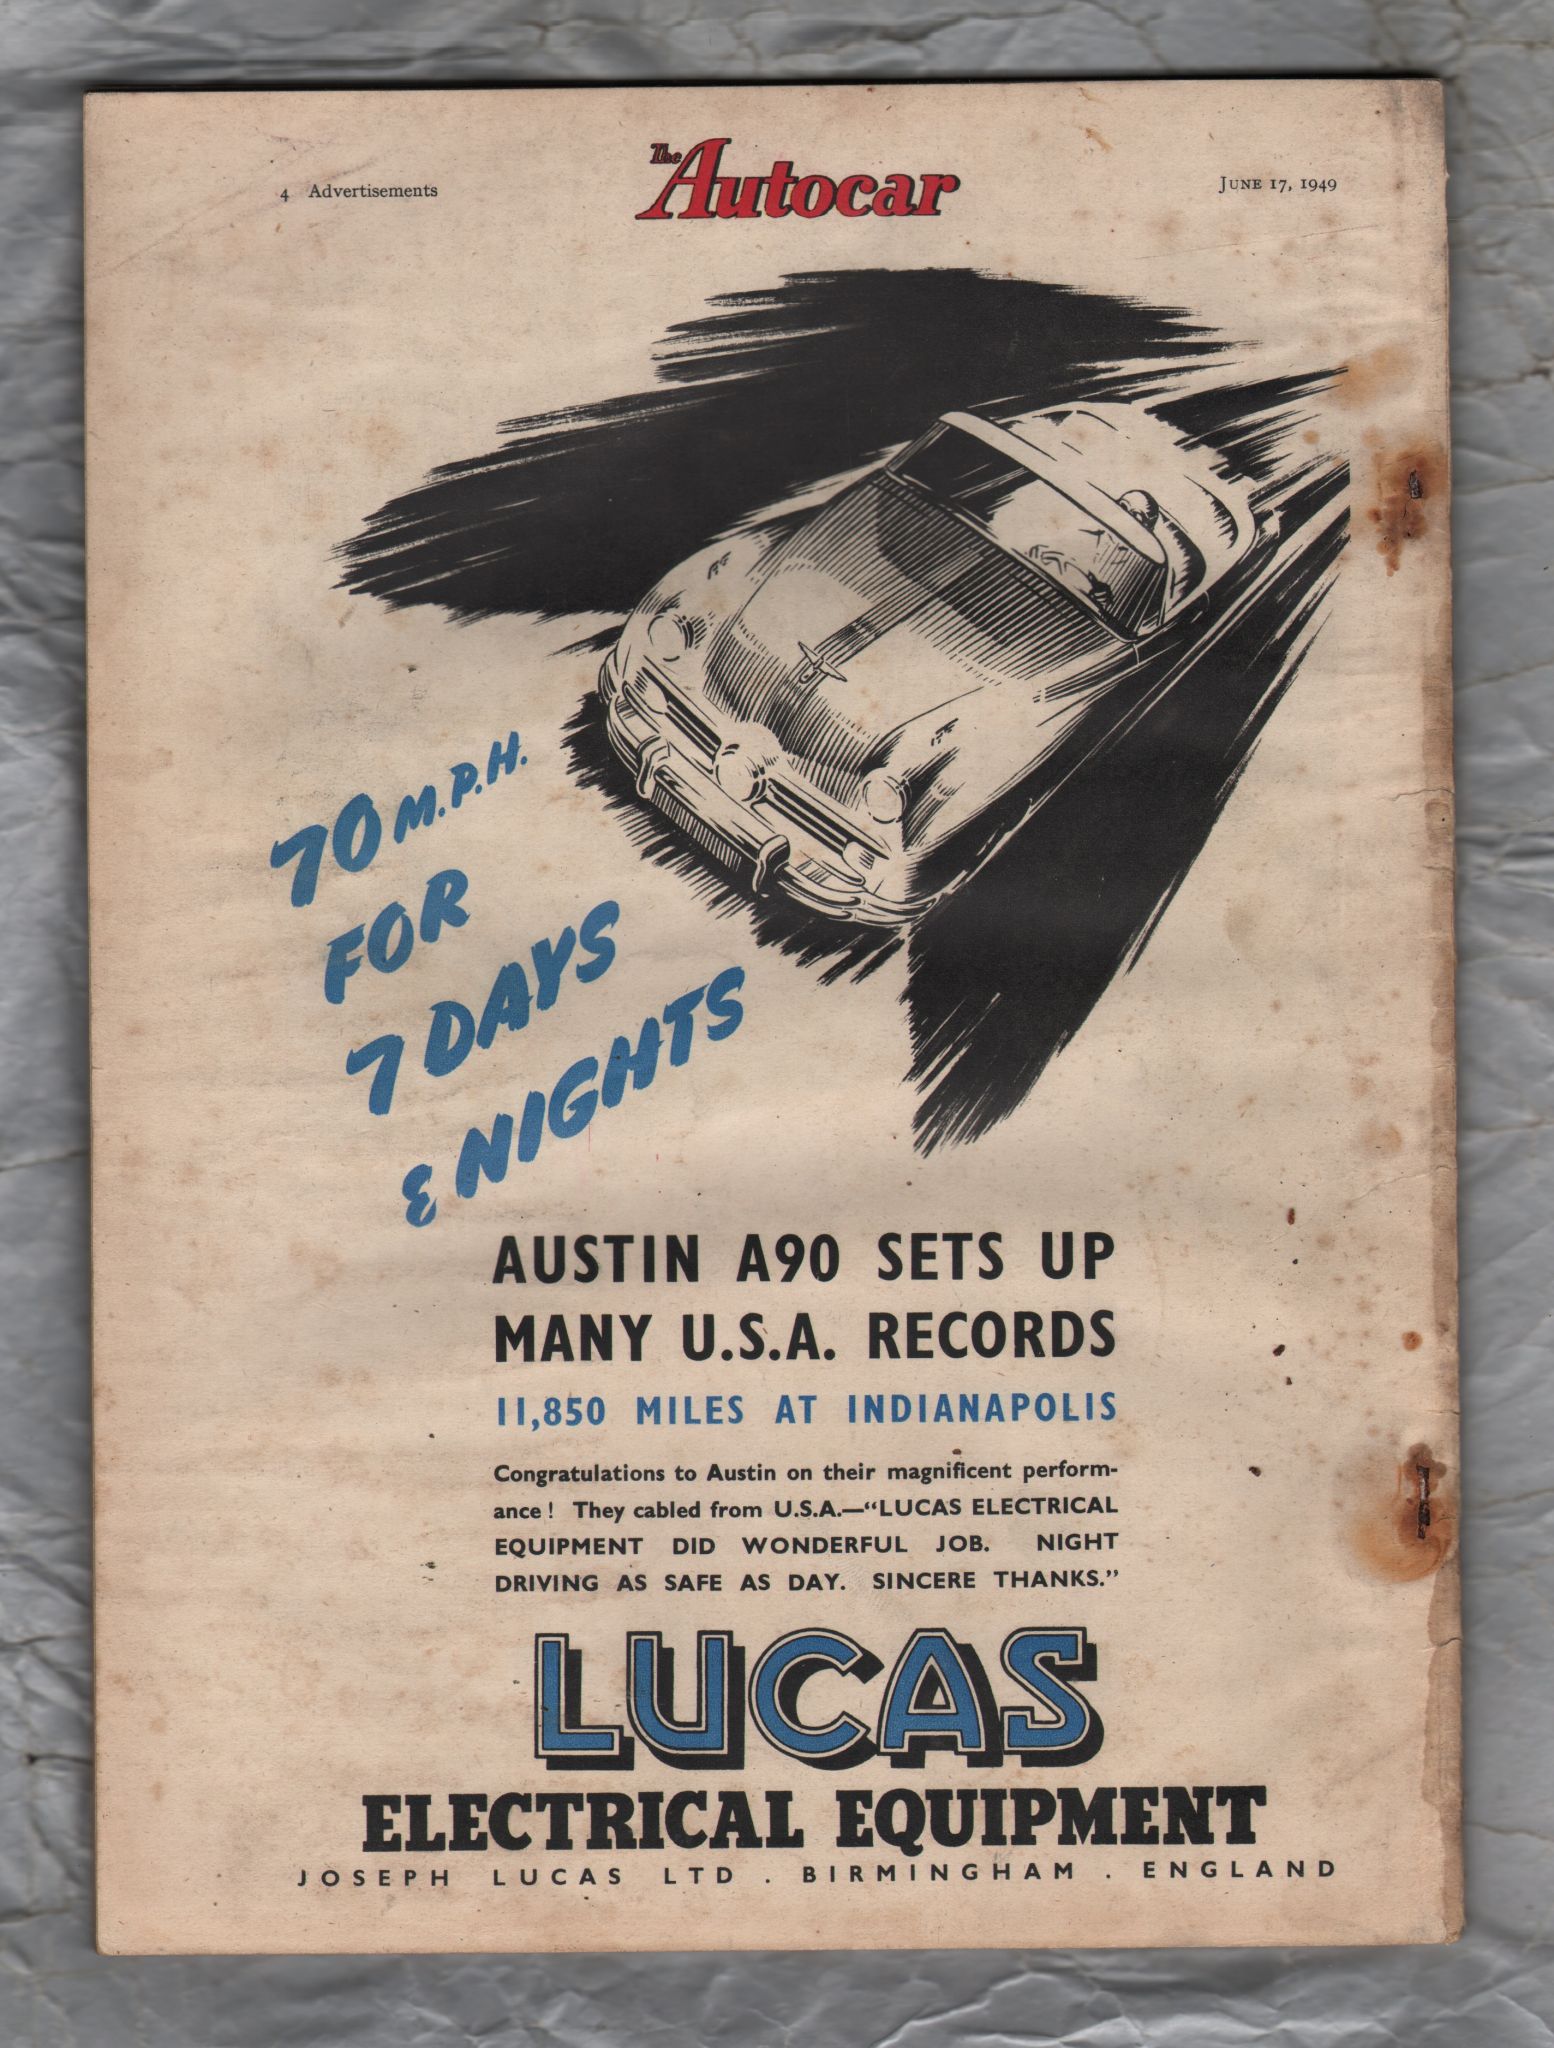 4 Advertisements
The Autocar
JUNE 17, 1949
70 M.P.H.
FOR
7 DAYS
& NIGHTS
AUSTIN A90 SETS UP
MANY U.S.A. RECORDS
11,850 MILES AT INDIANAPOLIS
Congratulations to Austin on their magnificent perform-
ance! They cabled from U.S.A.—“LUCAS ELECTRICAL
EQUIPMENT DID WONDERFUL JOB. NIGHT
DRIVING AS SAFE AS DAY. SINCERE THANKS.”
LUCAS
ELECTRICAL EQUIPMENT
JOSEPH LUCAS LTD . BIRMINGHAM . ENGLAND